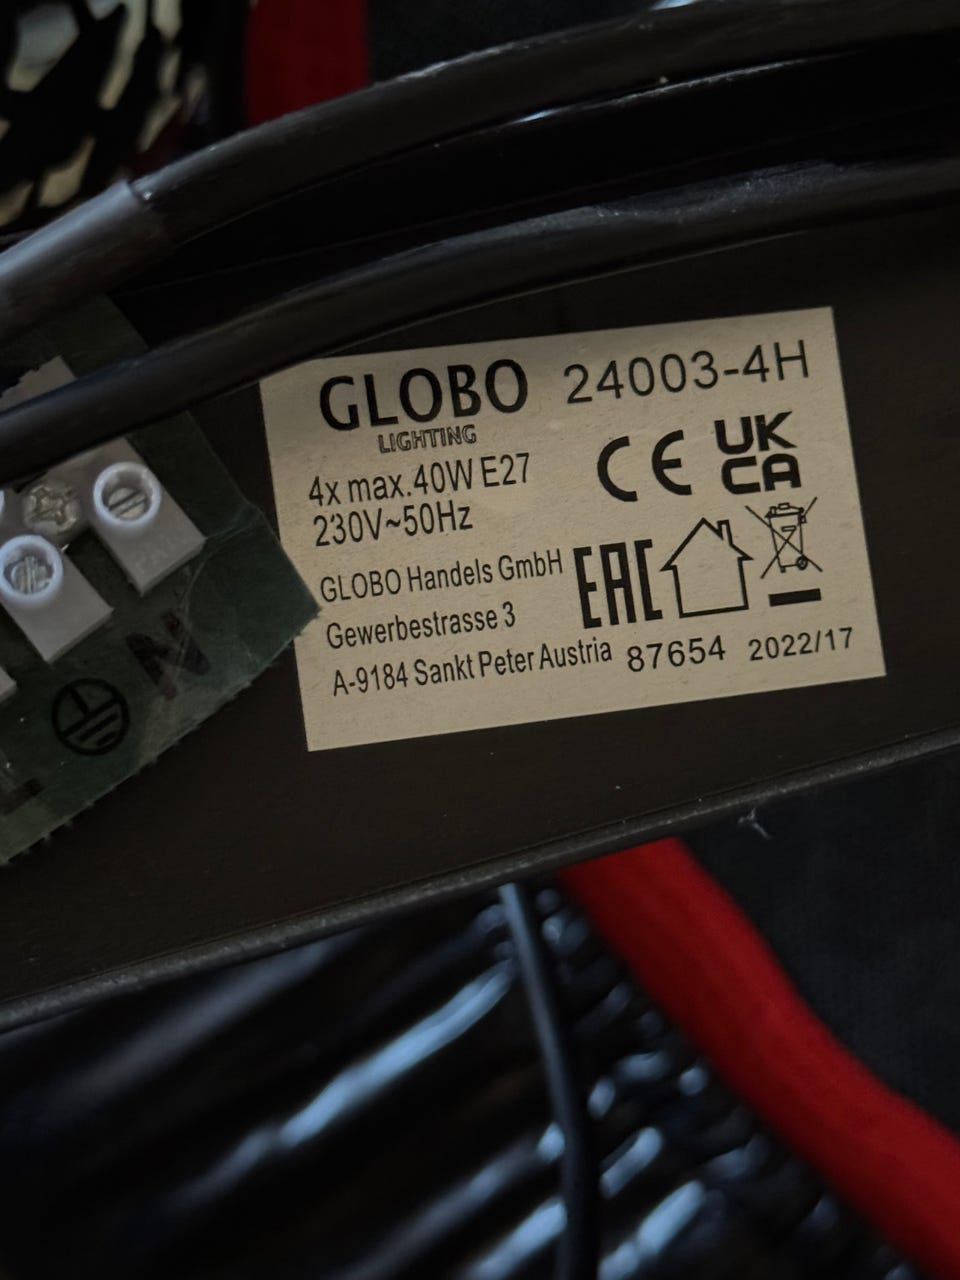 GLOBO 24003-4H
LIGHTING
4x max.40W E27
230V~50Hz
CE UK
CA
GLOBO Handels GmbH
Gewerbestrasse 3
A-9184 Sankt Peter Austria
EAC
87654 2022/17
N
L